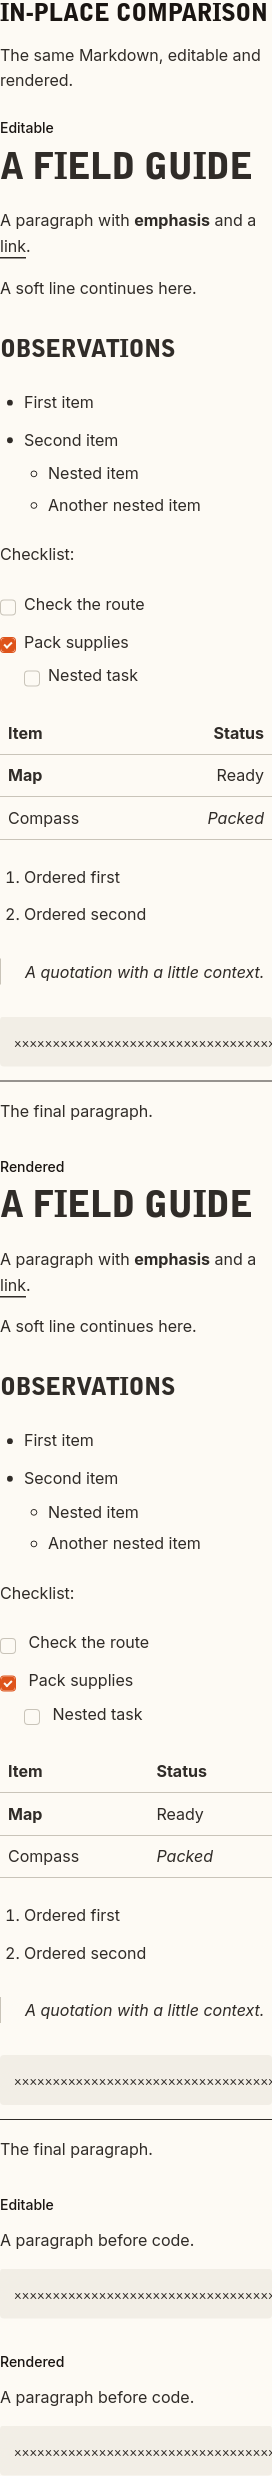 IN-PLACE COMPARISON
The same Markdown, editable and
rendered.
Editable
A FIELD GUIDE
A paragraph with emphasis and a
link.
A soft line continues here.
OBSERVATIONS
• First item
• Second item
◦ Nested item
◦ Another nested item
Checklist:
Check the route
Pack supplies
Nested task
Item Status
Map Ready
Compass Packed
1. Ordered first
2. Ordered second
A quotation with a little context.
xxxxxxxxxxxxxxxxxxxxxxxxxxxxxxxxxx
The final paragraph.
Rendered
A FIELD GUIDE
A paragraph with emphasis and a
link.
A soft line continues here.
OBSERVATIONS
• First item
• Second item
◦ Nested item
◦ Another nested item
Checklist:
Check the route
Pack supplies
Nested task
Item Status
Map Ready
Compass Packed
1. Ordered first
2. Ordered second
A quotation with a little context.
xxxxxxxxxxxxxxxxxxxxxxxxxxxxxxxxxx
The final paragraph.
Editable
A paragraph before code.
xxxxxxxxxxxxxxxxxxxxxxxxxxxxxxxxxx
Rendered
A paragraph before code.
xxxxxxxxxxxxxxxxxxxxxxxxxxxxxxxxxx